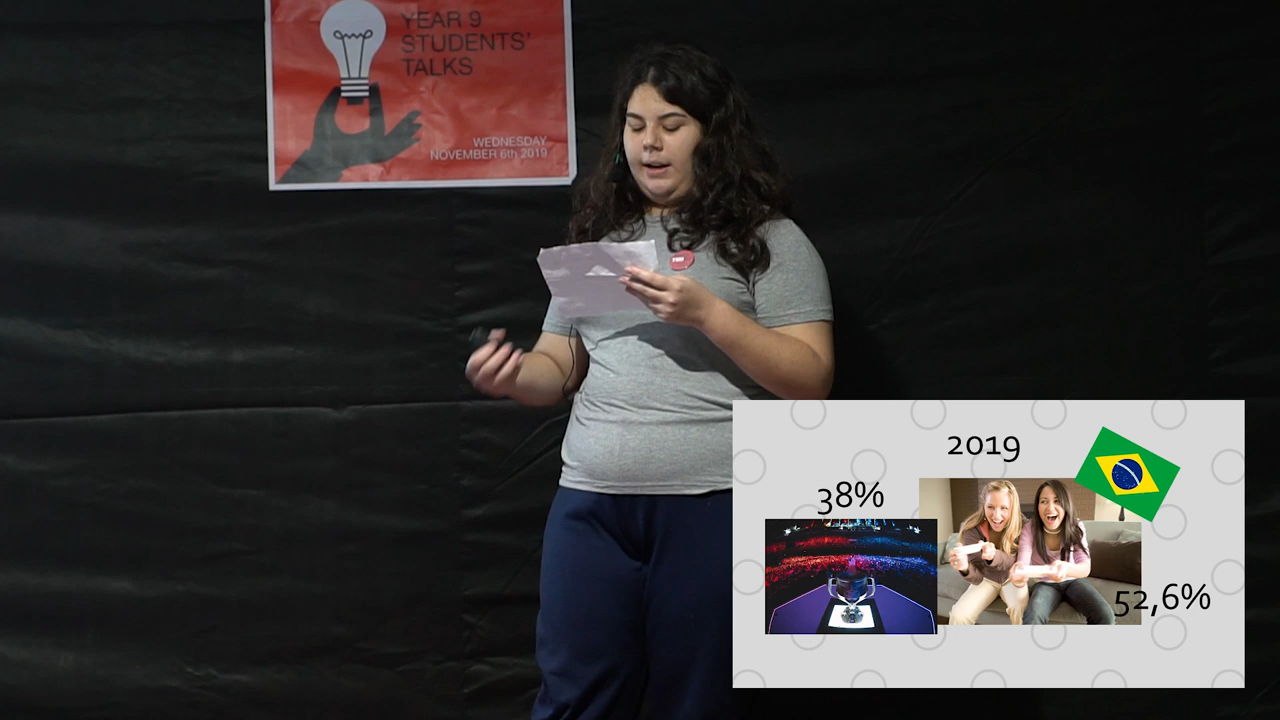 YEAR 9
STUDENTS'
TALKS
WEDNESDAY
NOVEMBER 6th 2019
2019
38%
52,6%